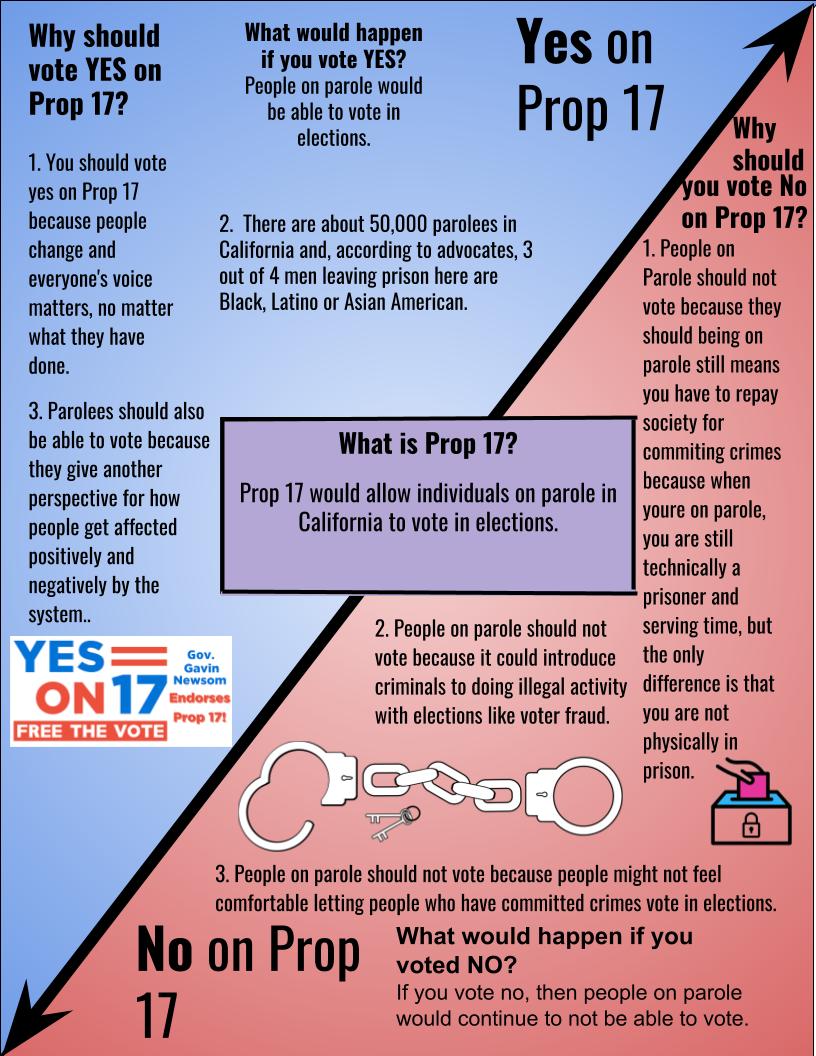 Why should
vote YES on
Prop 17?
1. You should vote
yes on Prop 17
because people
change and
everyone's voice
matters, no matter
what they have
done.
What would happen
if you vote YES?
People on parole would
be able to vote in
elections.
Yes on
Prop 17
2.  There are about 50,000 parolees in
California and, according to advocates, 3
out of 4 men leaving prison here are
Black, Latino or Asian American.
3. Parolees should also
be able to vote because
they give another
perspective for how
people get affected
positively and
negatively by the
system..
YES
ON 17
FREE THE VOTE
Gov.
Gavin
Newsom
Endorses
Prop 17!
What is Prop 17?
Prop 17 would allow individuals on parole in
California to vote in elections.
Why
should
you vote No
on Prop 17?
1. People on
Parole should not
vote because they
should being on
parole still means
you have to repay
society for
commiting crimes
because when
youre on parole,
you are still
technically a
prisoner and
serving time, but
the only
difference is that
you are not
physically in
prison.
2. People on parole should not
vote because it could introduce
criminals to doing illegal activity
with elections like voter fraud.
3. People on parole should not vote because people might not feel
comfortable letting people who have committed crimes vote in elections.
No on Prop
17
What would happen if you
voted NO?
If you vote no, then people on parole
would continue to not be able to vote.